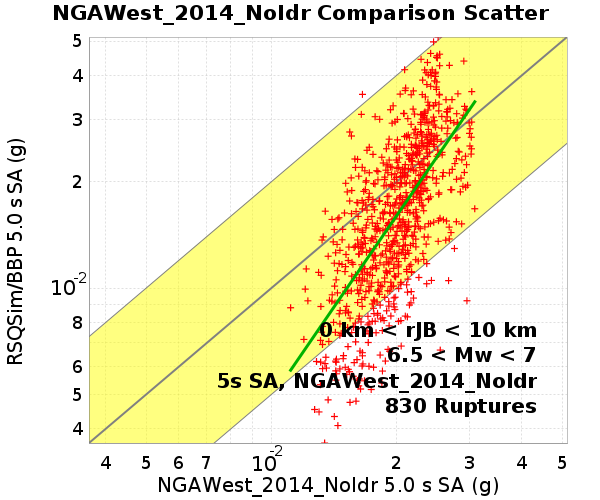 NGAWest_2014_NoIdr Comparison Scatter
RSQSim/BBP 5.0 s SA (g)
5
4
3
2
10-2
8
6
5
4
0 km < rJB < 10 km
6.5 < Mw < 7
5s SA, NGAWest_2014_NoIdr
830 Ruptures
4 5 6 7 10-2 2 3 4 5
NGAWest_2014_NoIdr 5.0 s SA (g)